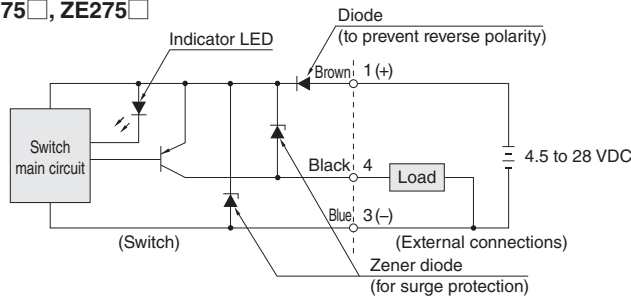 75□, ZE275□
Diode
(to prevent reverse polarity)
Indicator LED
Brown
1 (+)
Switch
main circuit
4.5 to 28 VDC
Black
4
Load
Blue
3 (–)
(Switch)
(External connections)
Zener diode
(for surge protection)